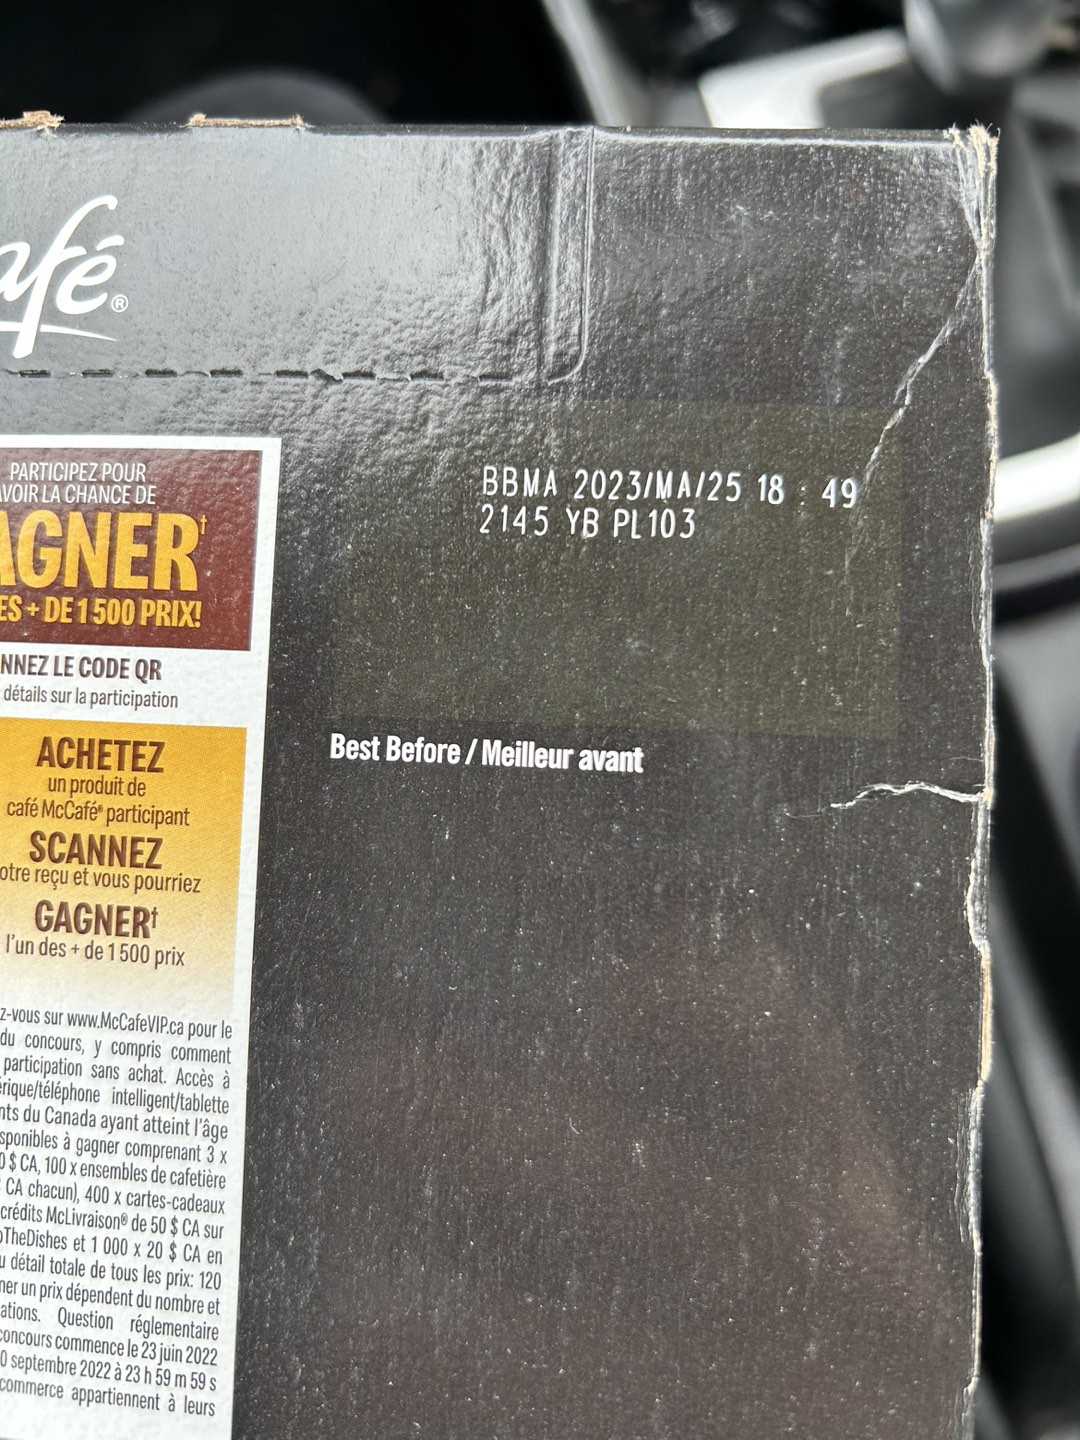 afé®
PARTICIPEZ POUR
VOIR LA CHANCE DE
AGNER†
ES + DE 1 500 PRIX!
NNEZ LE CODE QR
détails sur la participation
ACHETEZ
un produit de
café McCafé® participant
SCANNEZ
otre reçu et vous pourriez
GAGNER†
l'un des + de 1 500 prix
z-vous sur www.McCafeVIP.ca pour le
du concours, y compris comment
participation sans achat. Accès à
rique/téléphone intelligent/tablette
nts du Canada ayant atteint l'âge
sponibles à gagner comprenant 3 x
0 $ CA, 100 x ensembles de cafetière
CA chacun), 400 x cartes-cadeaux
crédits McLivraison® de 50 $ CA sur
TheDishes et 1 000 x 20 $ CA en
u détail totale de tous les prix: 120
ner un prix dépendent du nombre et
ations. Question réglementaire
concours commence le 23 juin 2022
0 septembre 2022 à 23 h 59 m 59 s
commerce appartiennent à leurs
BBMA 2023/MA/25 18 : 49
2145 YB PL103
Best Before / Meilleur avant